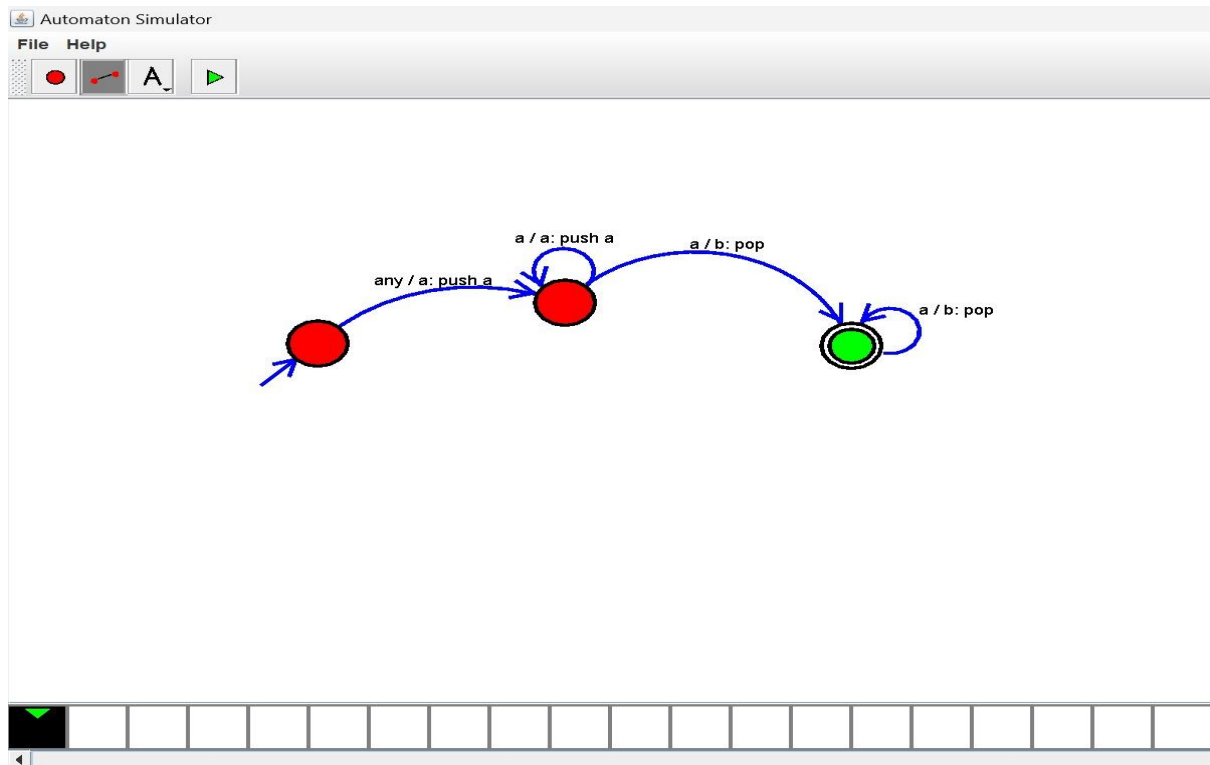 Automaton Simulator
File Help
A
a / a: push a
a / b: pop
any / a: push a
a / b: pop